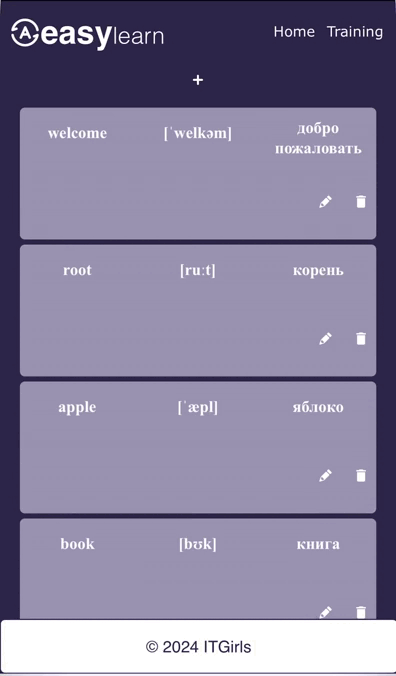 easylearn
Home Training
+
welcome [ˈwelkəm] добро пожаловать
root [ruːt] корень
apple [ˈæpl] яблоко
book [bʊk] книга
© 2024 ITGirls